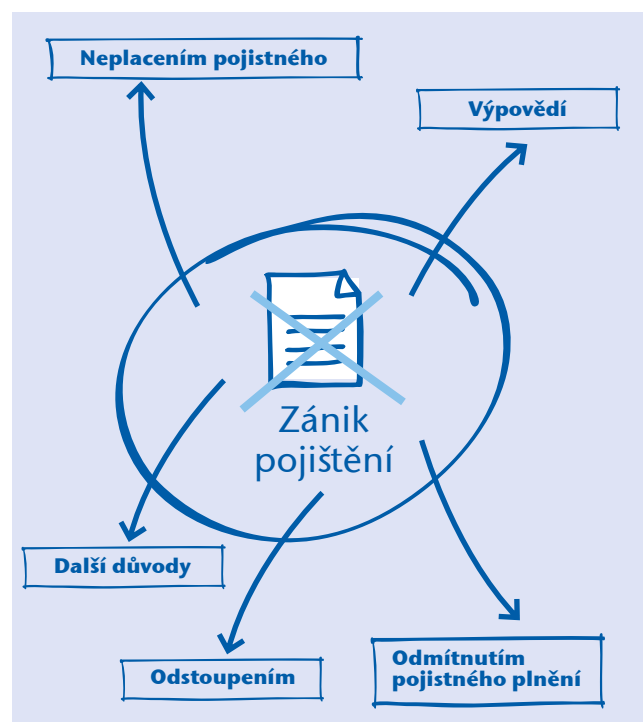 Neplacením pojistného
Výpovědí
Zánik
pojištění
Další důvody
Odstoupením
Odmítnutím
pojistného plnění